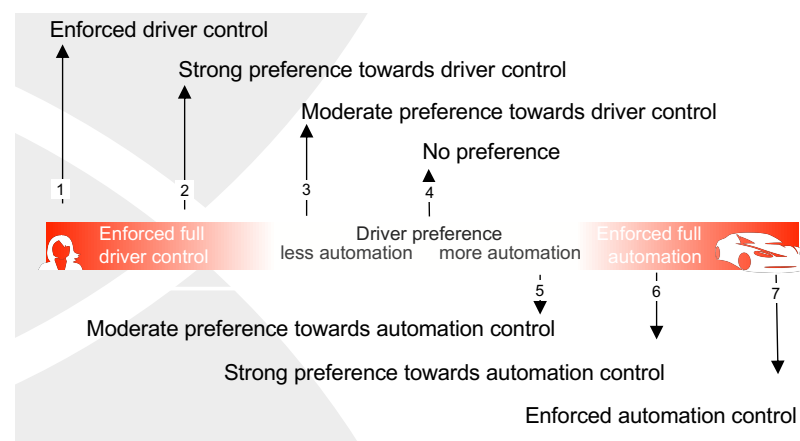 Enforced driver control
Strong preference towards driver control
Moderate preference towards driver control
No preference
1
2
3
4
Enforced full
driver control
Driver preference
less automation
more automation
Enforced full
automation
5
6
7
Moderate preference towards automation control
Strong preference towards automation control
Enforced automation control